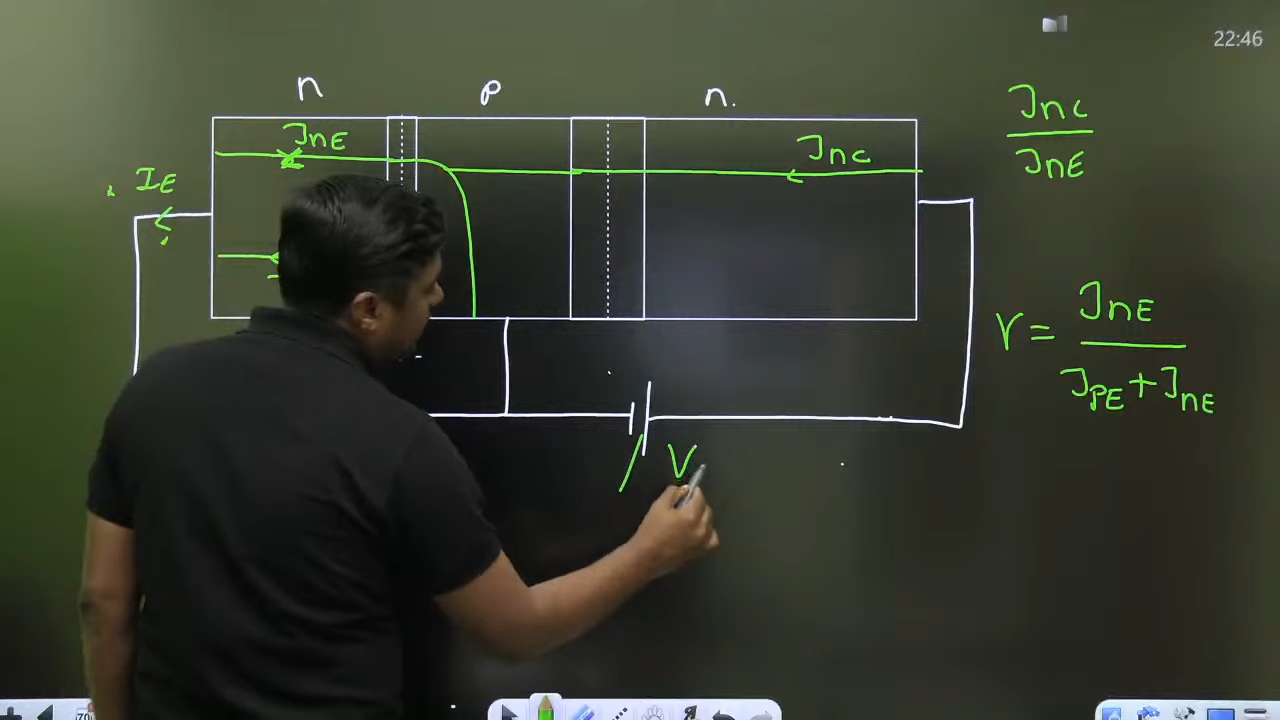 22:46
n p n.
JnE
JnC
JnC
JnE
IE
γ = JnE
JPE + JnE
V